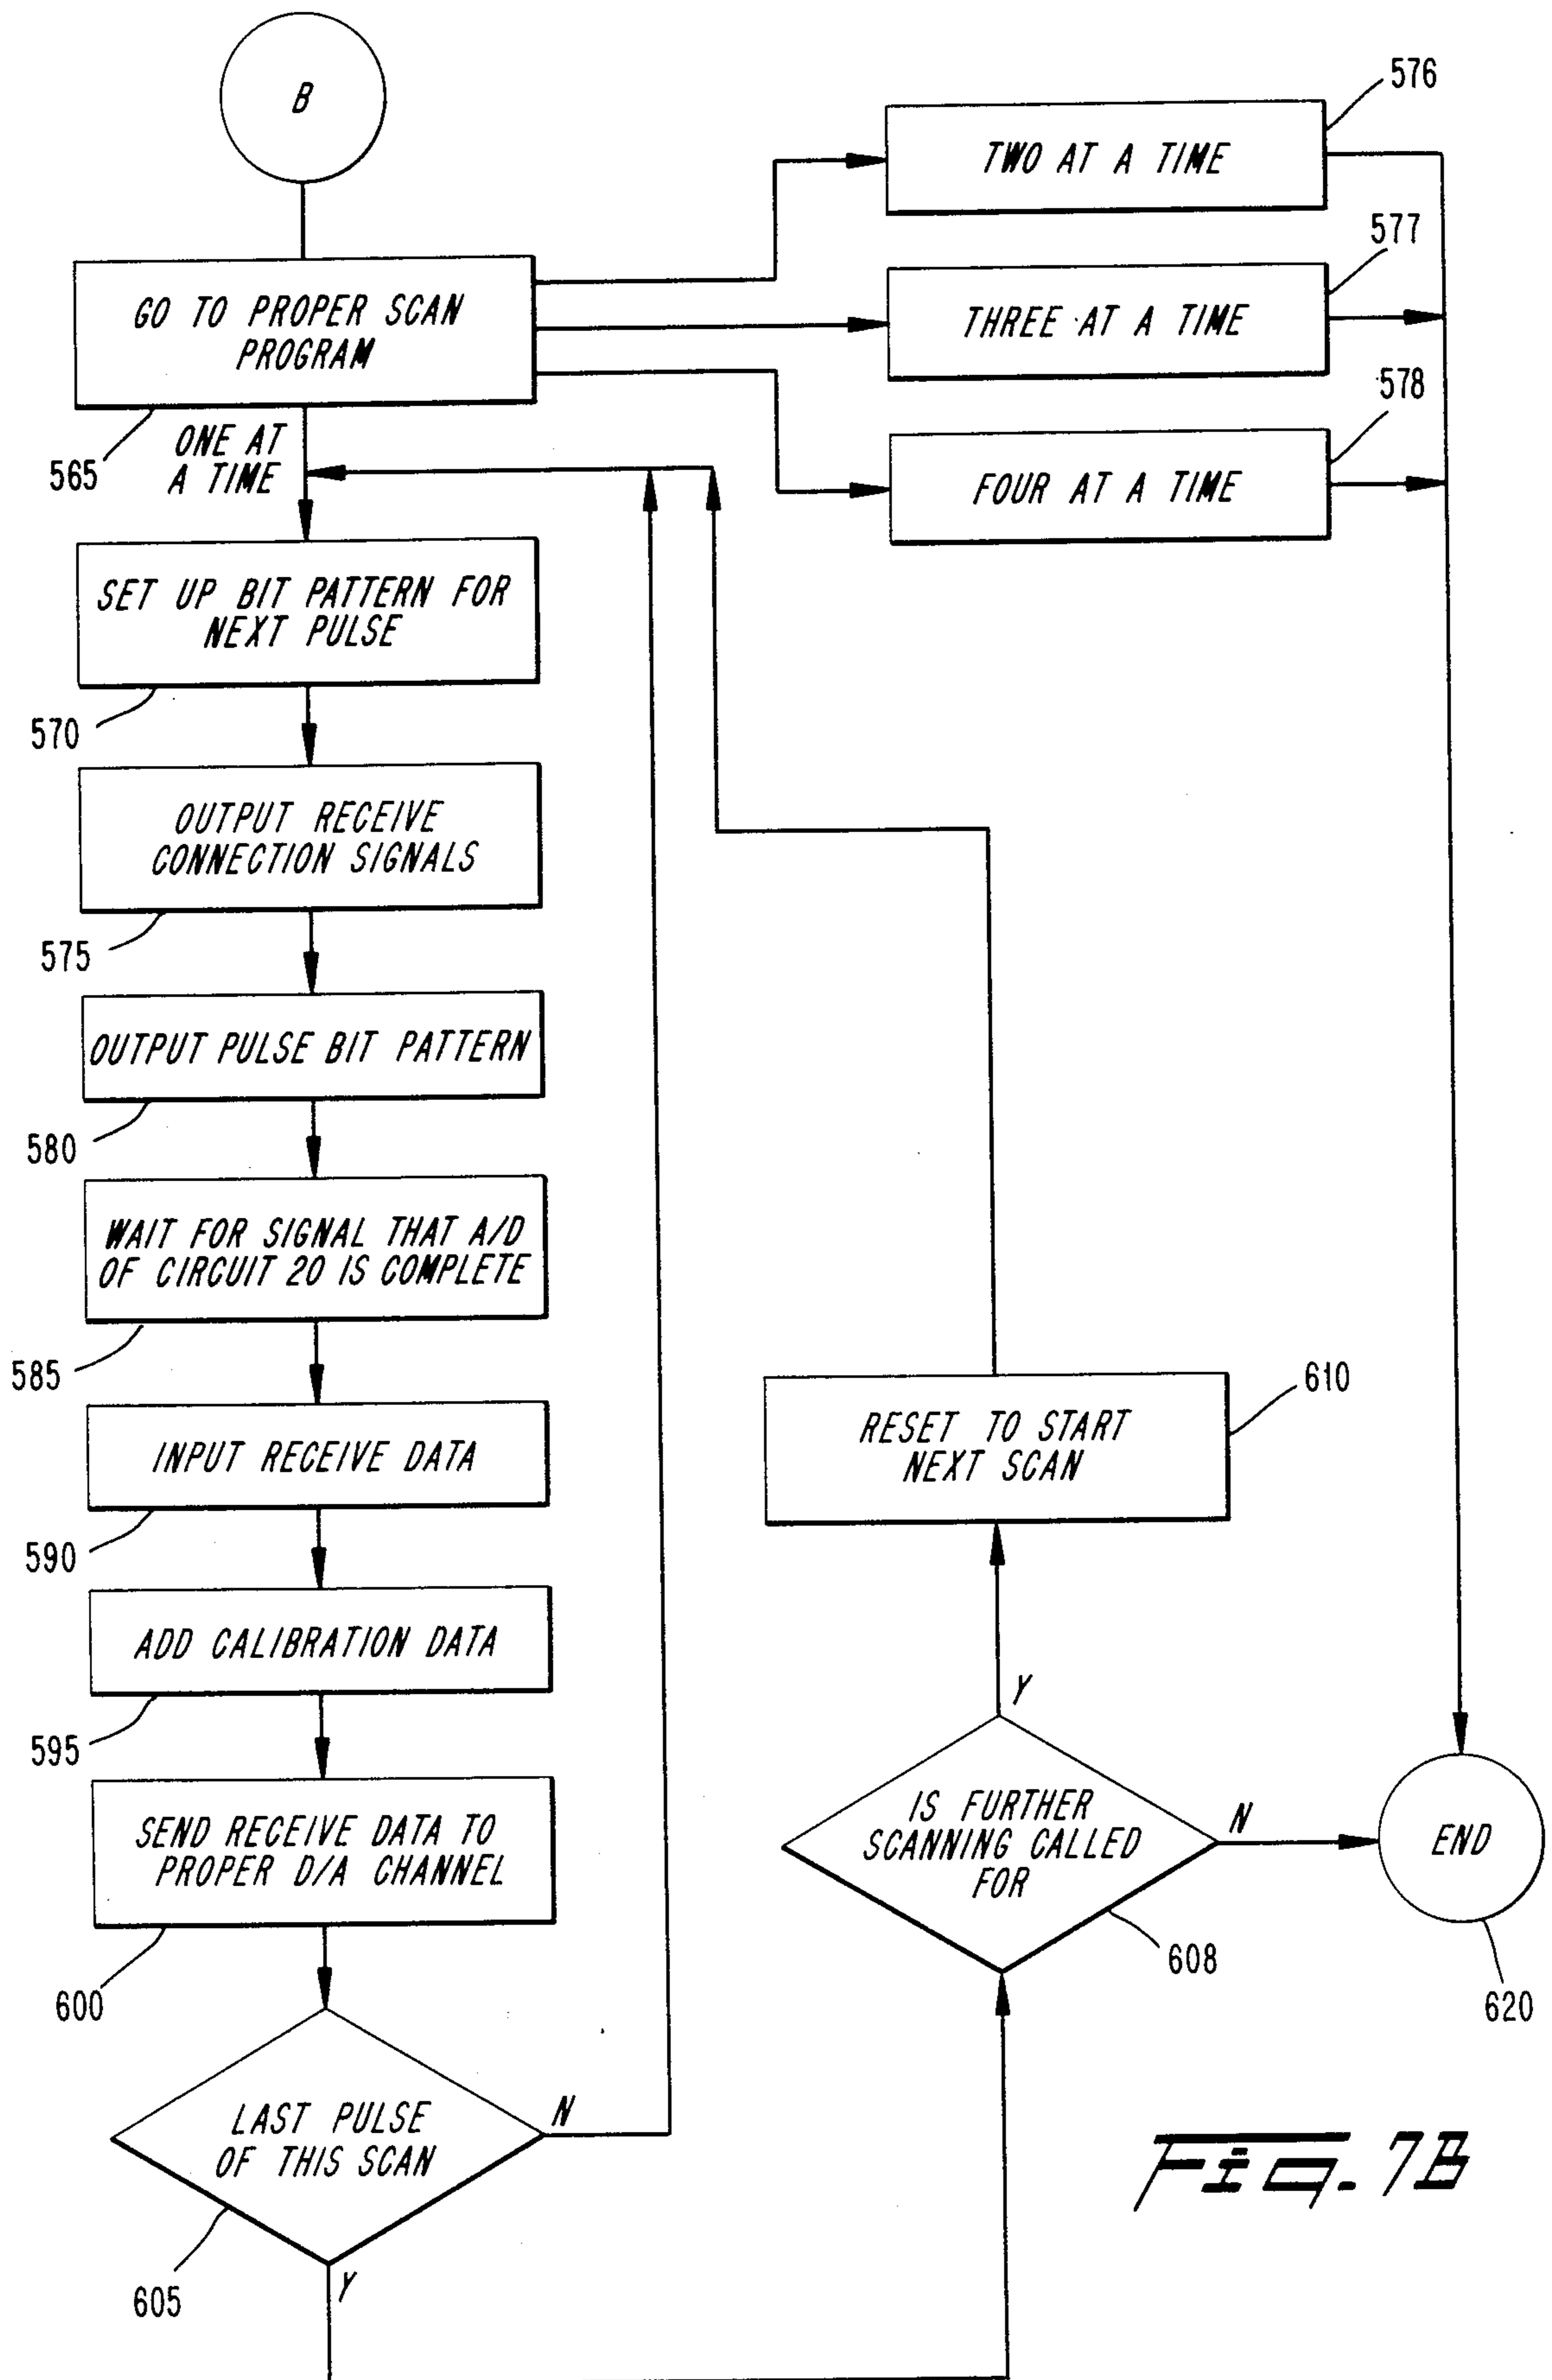 B
576
TWO AT A TIME
577
GO TO PROPER SCAN
PROGRAM
THREE AT A TIME
578
565
ONE AT
A TIME
FOUR AT A TIME
SET UP BIT PATTERN FOR
NEXT PULSE
570
OUTPUT RECEIVE
CONNECTION SIGNALS
575
OUTPUT PULSE BIT PATTERN
580
WAIT FOR SIGNAL THAT A/D
OF CIRCUIT 20 IS COMPLETE
585
INPUT RECEIVE DATA
590
ADD CALIBRATION DATA
595
SEND RECEIVE DATA TO
PROPER D/A CHANNEL
600
LAST PULSE
OF THIS SCAN
N
605
Y
610
RESET TO START
NEXT SCAN
Y
IS FURTHER
SCANNING CALLED
FOR
N
608
END
620
Fig. 7B